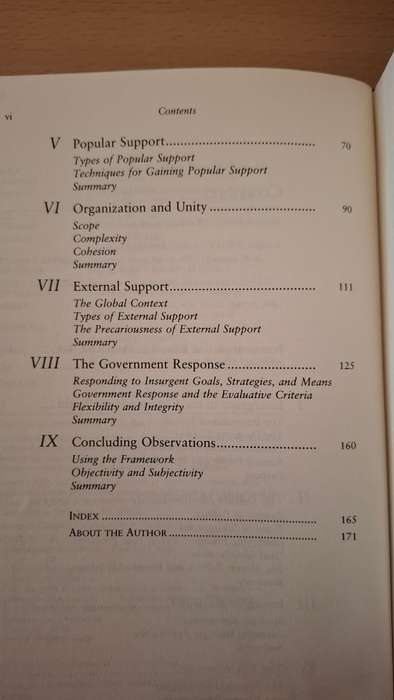 vi
Contents
V Popular Support........................................ 70
Types of Popular Support
Techniques for Gaining Popular Support
Summary
VI Organization and Unity............................ 90
Scope
Complexity
Cohesion
Summary
VII External Support....................................... 111
The Global Context
Types of External Support
The Precariousness of External Support
Summary
VIII The Government Response....................... 125
Responding to Insurgent Goals, Strategies, and Means
Government Response and the Evaluative Criteria
Flexibility and Integrity
Summary
IX Concluding Observations.......................... 160
Using the Framework
Objectivity and Subjectivity
Summary
INDEX.......................................................... 165
ABOUT THE AUTHOR........................................ 171